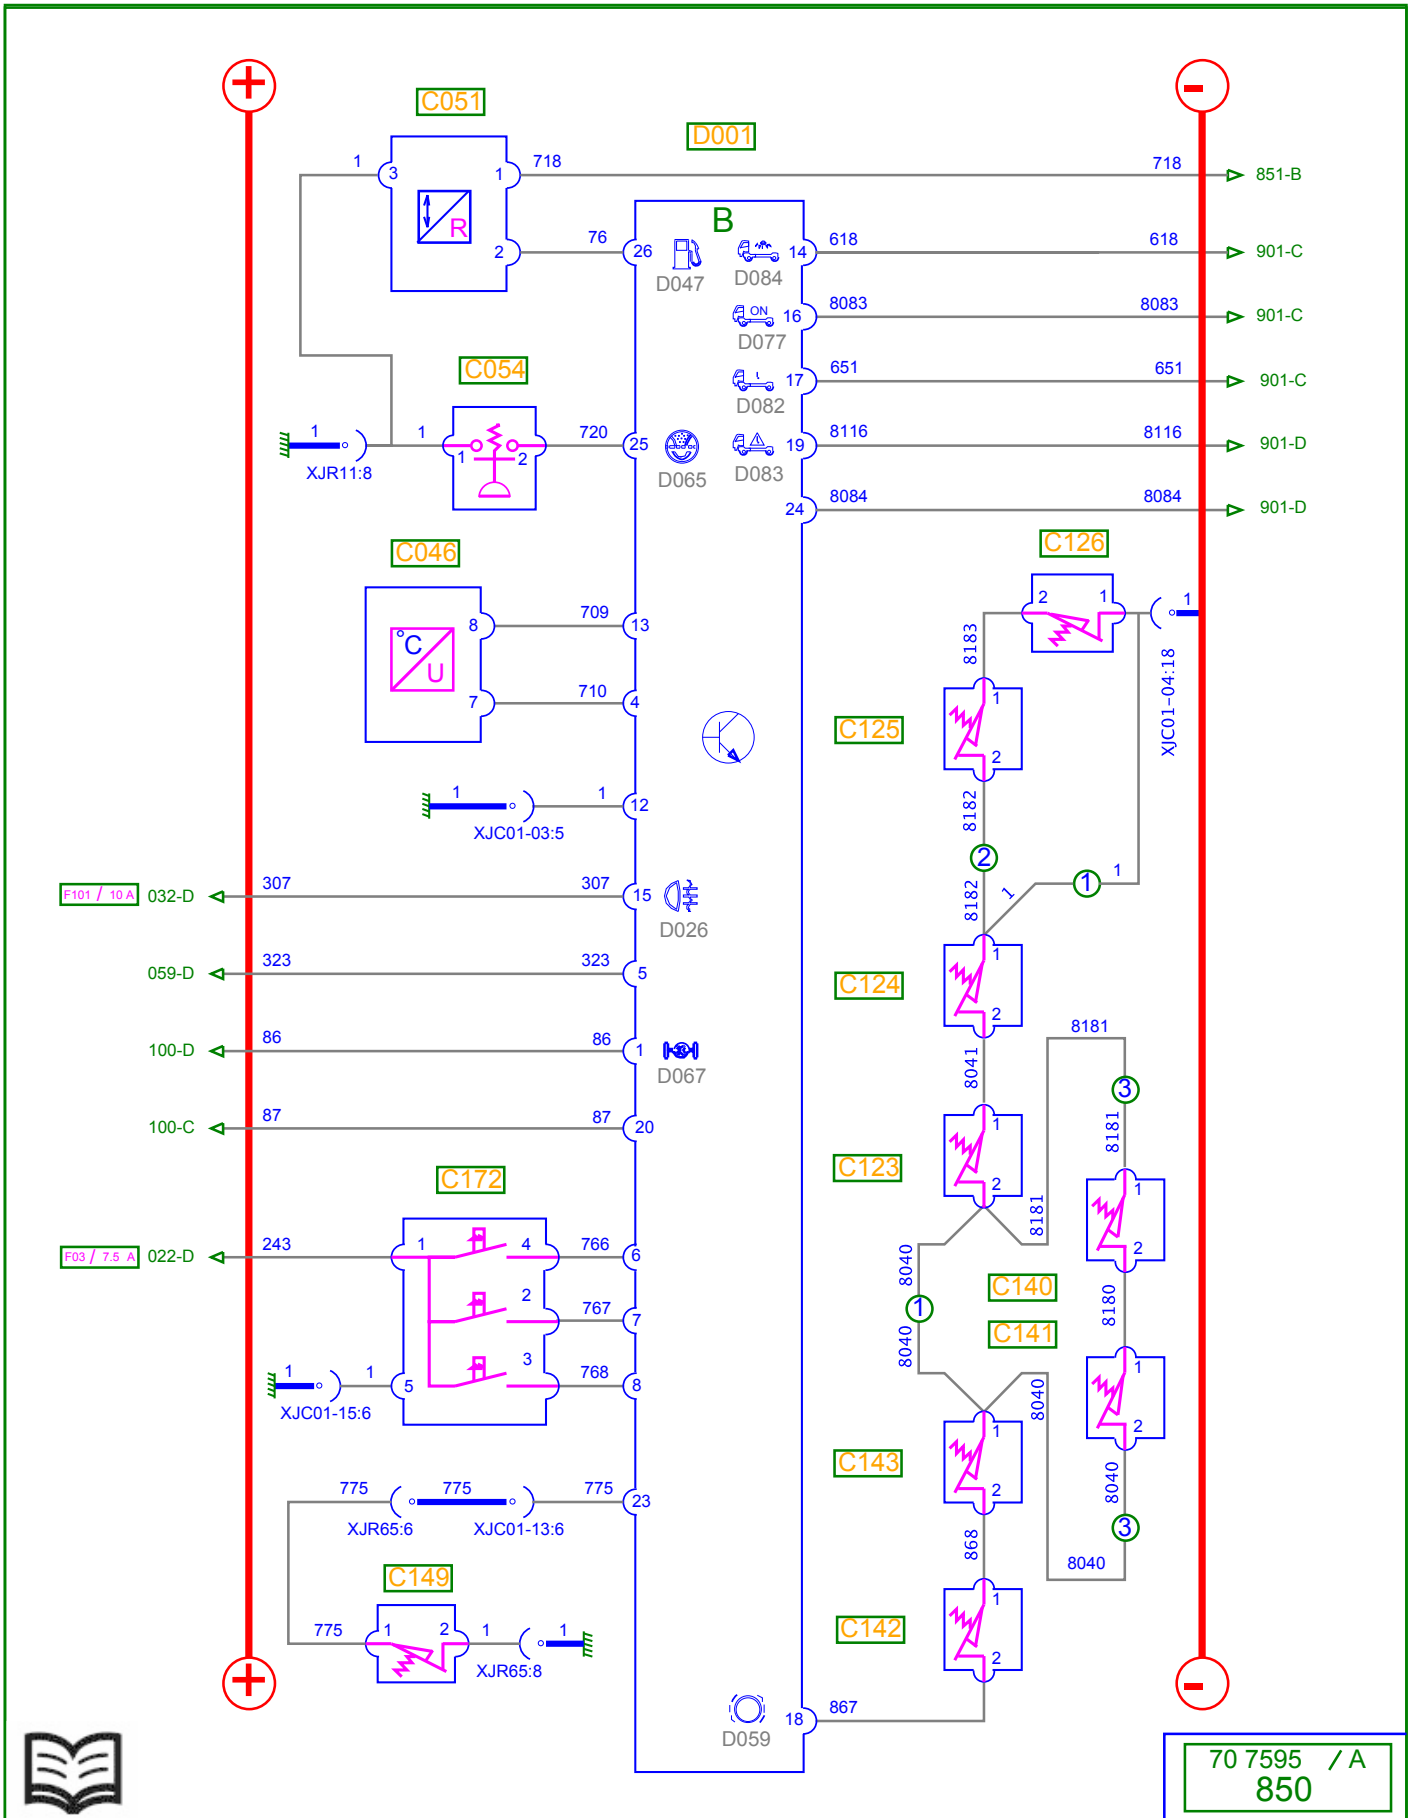 C051
D001
1
3
1
718
718
851-B
R
B
2
76
26
D047
D084
14
618
618
901-C
ON
D077
16
8083
8083
901-C
C054
D082
17
651
651
901-C
1
XJR11:8
1
1
2
720
25
D065
D083
19
8116
8116
901-D
24
8084
8084
901-D
C046
C126
°C
U
8
709
13
7
710
4
2
1
1
XJC01-04:18
8183
C125
1
2
8182
2
8182
1
1
1
1
XJC01-03:5
1
12
F101 / 10 A
032-D
307
307
15
D026
059-D
323
323
5
C124
1
2
8041
100-D
86
86
1
D067
100-C
87
87
20
8181
3
8181
C123
1
2
8181
1
2
8180
8040
1
8040
C140
C141
1
2
8040
3
8040
8040
C172
F03 / 7.5 A
022-D
243
1
4
766
6
2
767
7
3
768
8
1
XJC01-15:6
1
5
C143
1
2
868
775
XJR65:6
775
XJC01-13:6
775
23
C149
775
1
2
1
XJR65:8
1
C142
1
2
D059
18
867
70 7595 / A
850